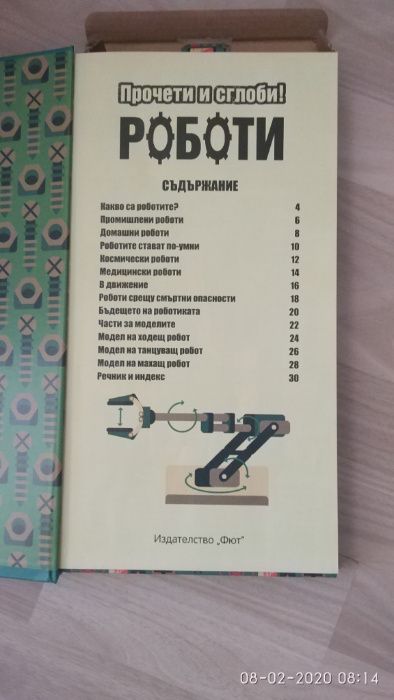 Прочети и сглоби!
РОБОТИ
СЪДЪРЖАНИЕ
Какво са роботите? 4
Промишлени роботи 6
Домашни роботи 8
Роботите стават по-умни 10
Космически роботи 12
Медицински роботи 14
В движение 16
Роботи срещу смъртни опасности 18
Бъдещето на роботиката 20
Части за моделите 22
Модел на ходещ робот 24
Модел на танцуващ робот 26
Модел на махащ робот 28
Речник и индекс 30
Издателство „Фют“
08-02-2020 08:14